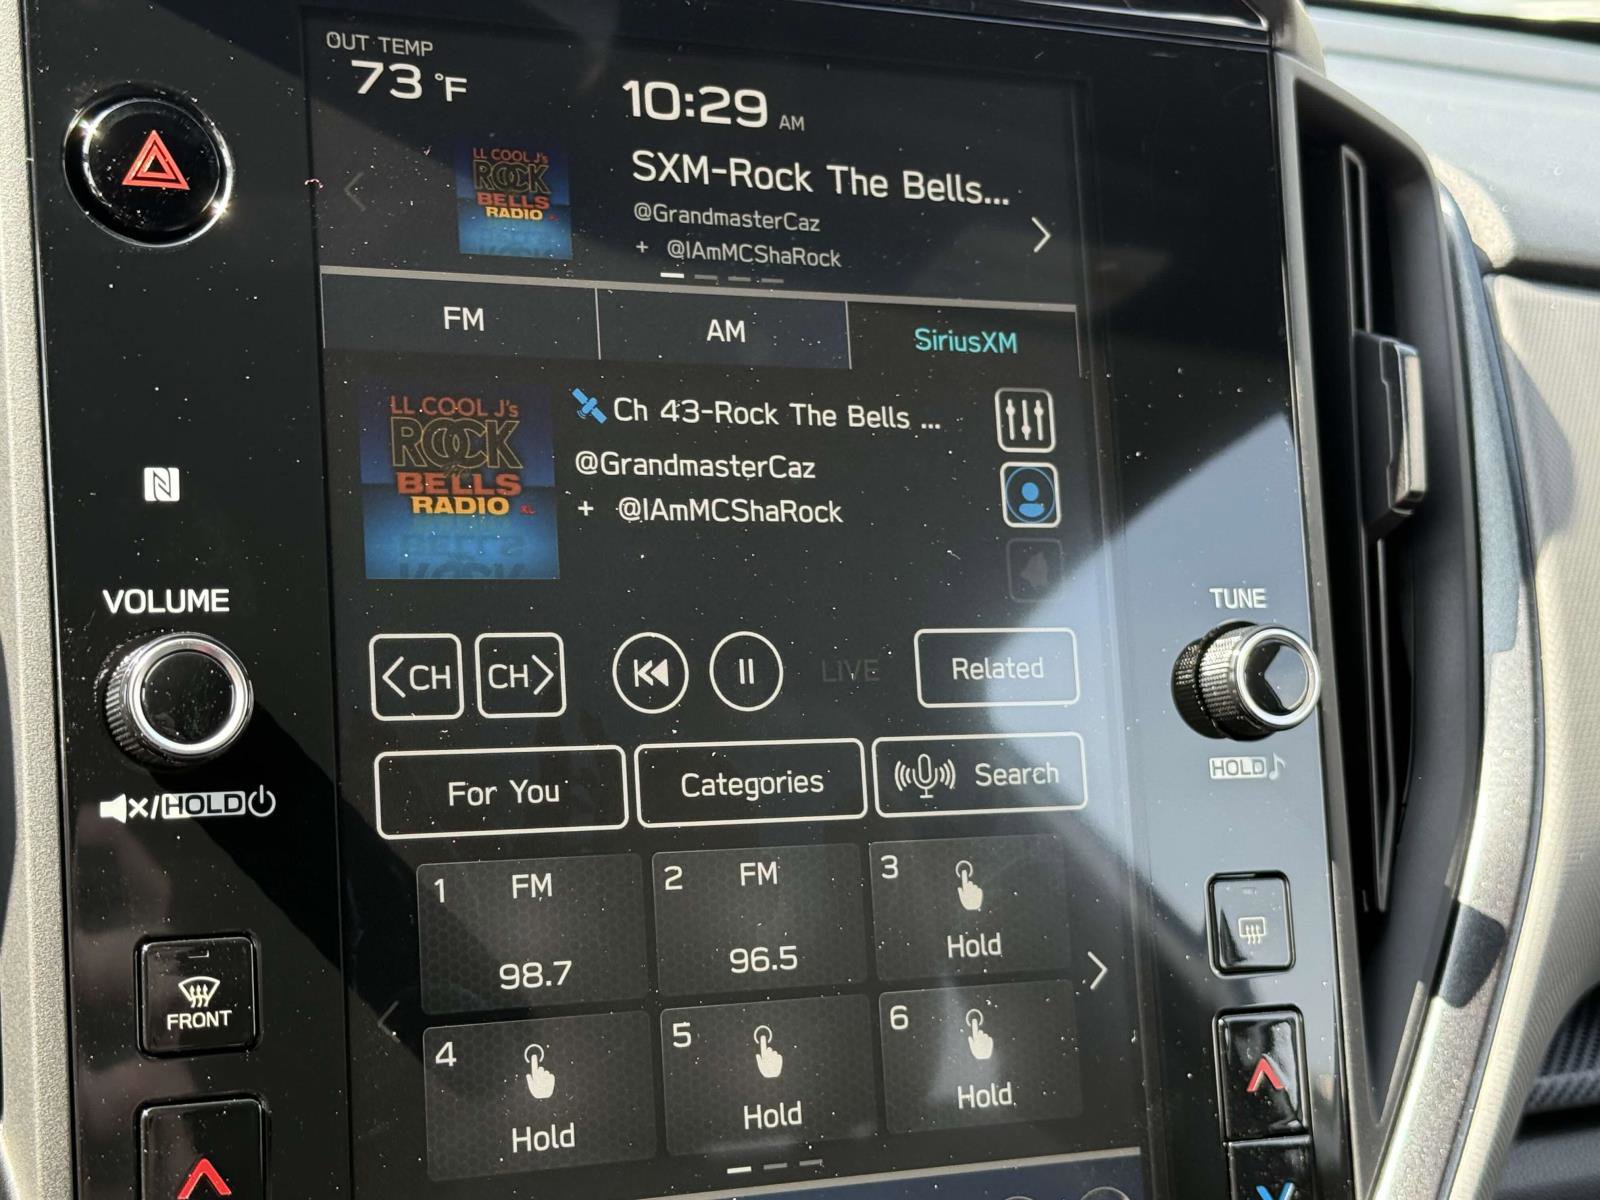 OUT TEMP
73 °F
10:29 AM
LL COOL J's
ROCK
BELLS
RADIO
SXM-Rock The Bells...
@GrandmasterCaz
+ @IAmMCShaRock
FM
AM
SiriusXM
LL COOL J's
ROCK
THE
BELLS
RADIO XL
Ch 43-Rock The Bells ...
@GrandmasterCaz
+ @IAmMCShaRock
VOLUME
TUNE
<CH
CH>
LIVE
Related
HOLD
/HOLD
For You
Categories
Search
1 FM
98.7
2 FM
96.5
3
Hold
FRONT
4
Hold
5
Hold
6
Hold